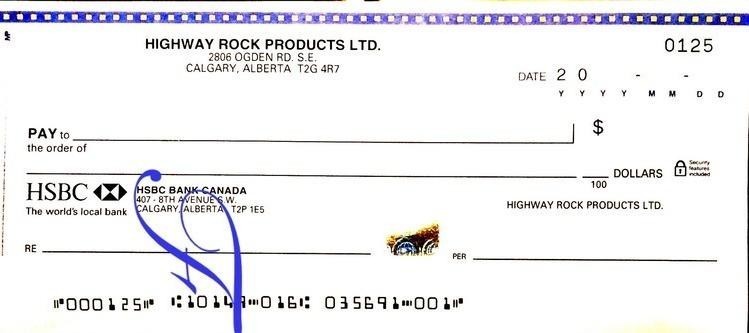 HIGHWAY ROCK PRODUCTS LTD.
2806 OGDEN RD. S.E.
CALGARY, ALBERTA T2G 4R7
0125
DATE 2 0 - -
Y Y Y Y M M D D
PAY to
the order of
$
100 DOLLARS
Security
features
included
HSBC
The world's local bank
HSBC BANK CANADA
407 - 8TH AVENUE S.W.
CALGARY, ALBERTA T2P 1E5
HIGHWAY ROCK PRODUCTS LTD.
RE
PER
⑈000125⑈ ⑆10149⑉016⑆ 035691⑉001⑈